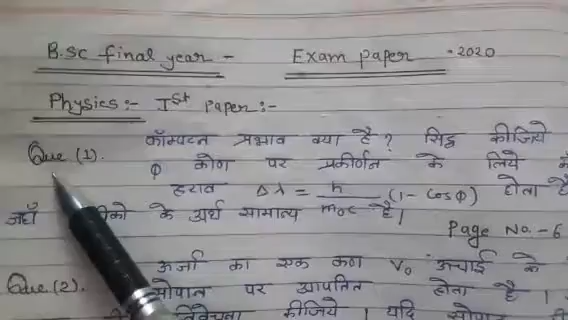 B.sc final year - Exam paper • 2020
Physics:- Ist Paper:-
Que (1). कॉम्पटन प्रभाव क्या है? सिद्ध कीजिये
ϕ कोण पर प्रकीर्णन के लिये
Δλ = h/m₀c (1 - cosϕ) होता है
जहाँ के अर्थ सामान्य है।
Page No. - 6
Que (2). ऊर्जा का एक कण V₀ ऊंचाई के
सोपान पर आपतित होता है।
कीजिये। यदि सोपान